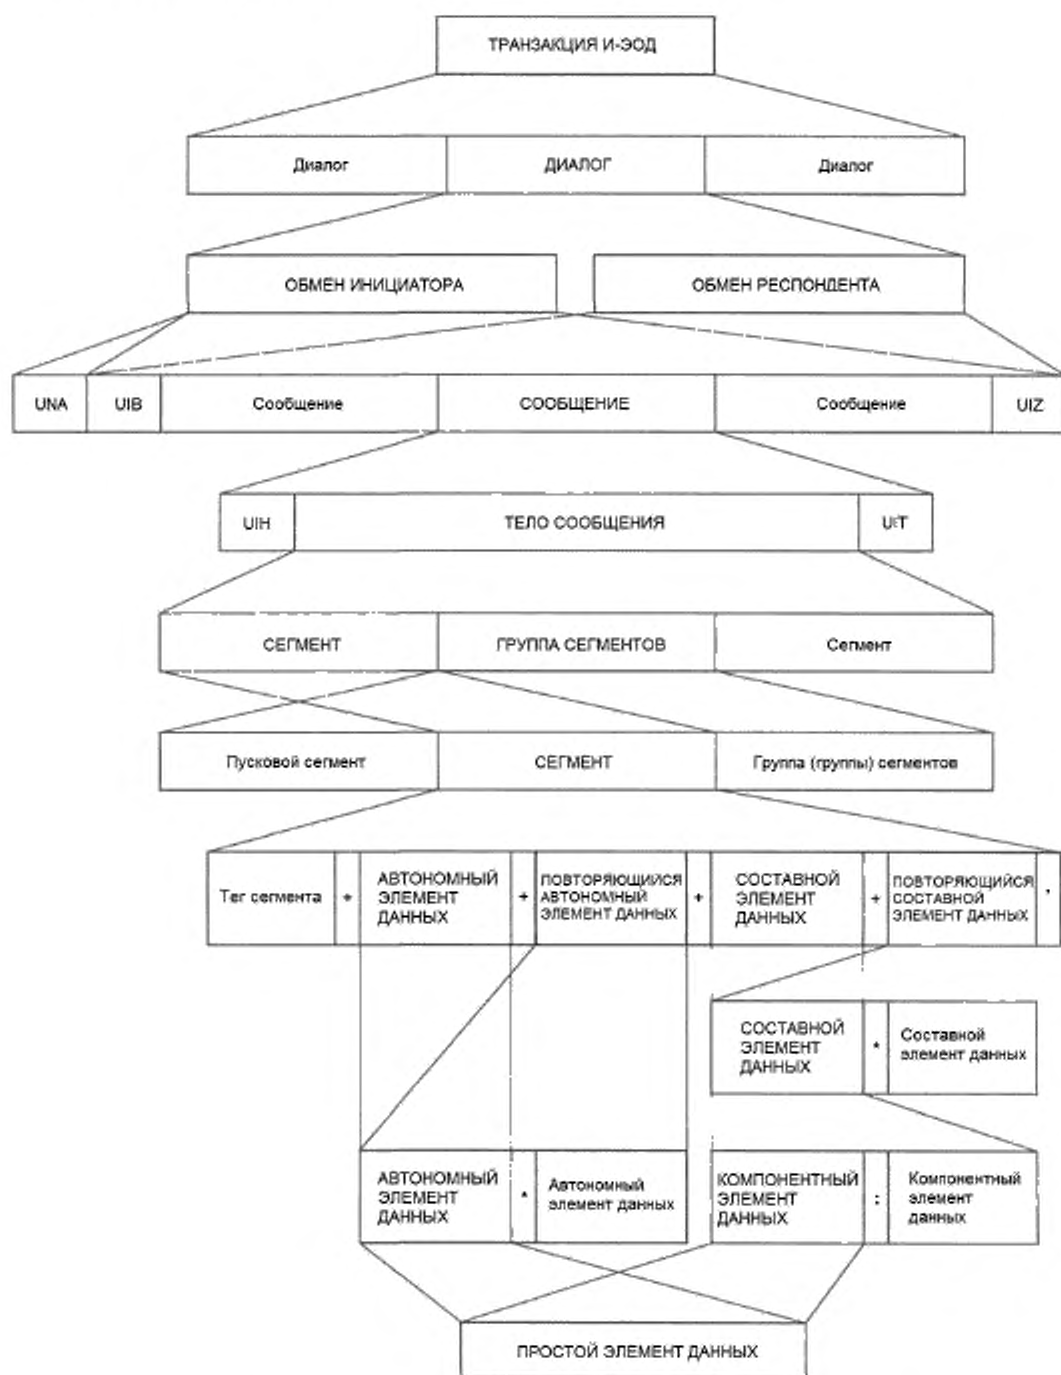 ТРАНЗАКЦИЯ И-ЭОД
Диалог ДИАЛОГ Диалог
ОБМЕН ИНИЦИАТОРА ОБМЕН РЕСПОНДЕНТА
UNA UIB Сообщение СООБЩЕНИЕ Сообщение UIZ
UIH ТЕЛО СООБЩЕНИЯ UIT
СЕГМЕНТ ГРУППА СЕГМЕНТОВ Сегмент
Пусковой сегмент СЕГМЕНТ Группа (группы) сегментов
Тег сегмента
+
АВТОНОМНЫЙ
ЭЛЕМЕНТ
ДАННЫХ
+
ПОВТОРЯЮЩИЙСЯ
АВТОНОМНЫЙ
ЭЛЕМЕНТ ДАННЫХ
+
СОСТАВНОЙ
ЭЛЕМЕНТ
ДАННЫХ
+
ПОВТОРЯЮЩИЙСЯ
СОСТАВНОЙ
ЭЛЕМЕНТ ДАННЫХ
'
СОСТАВНОЙ
ЭЛЕМЕНТ
ДАННЫХ
*
Составной
элемент данных
АВТОНОМНЫЙ
ЭЛЕМЕНТ
ДАННЫХ
*
Автономный
элемент данных
КОМПОНЕНТНЫЙ
ЭЛЕМЕНТ
ДАННЫХ
:
Компонентный
элемент
данных
ПРОСТОЙ ЭЛЕМЕНТ ДАННЫХ